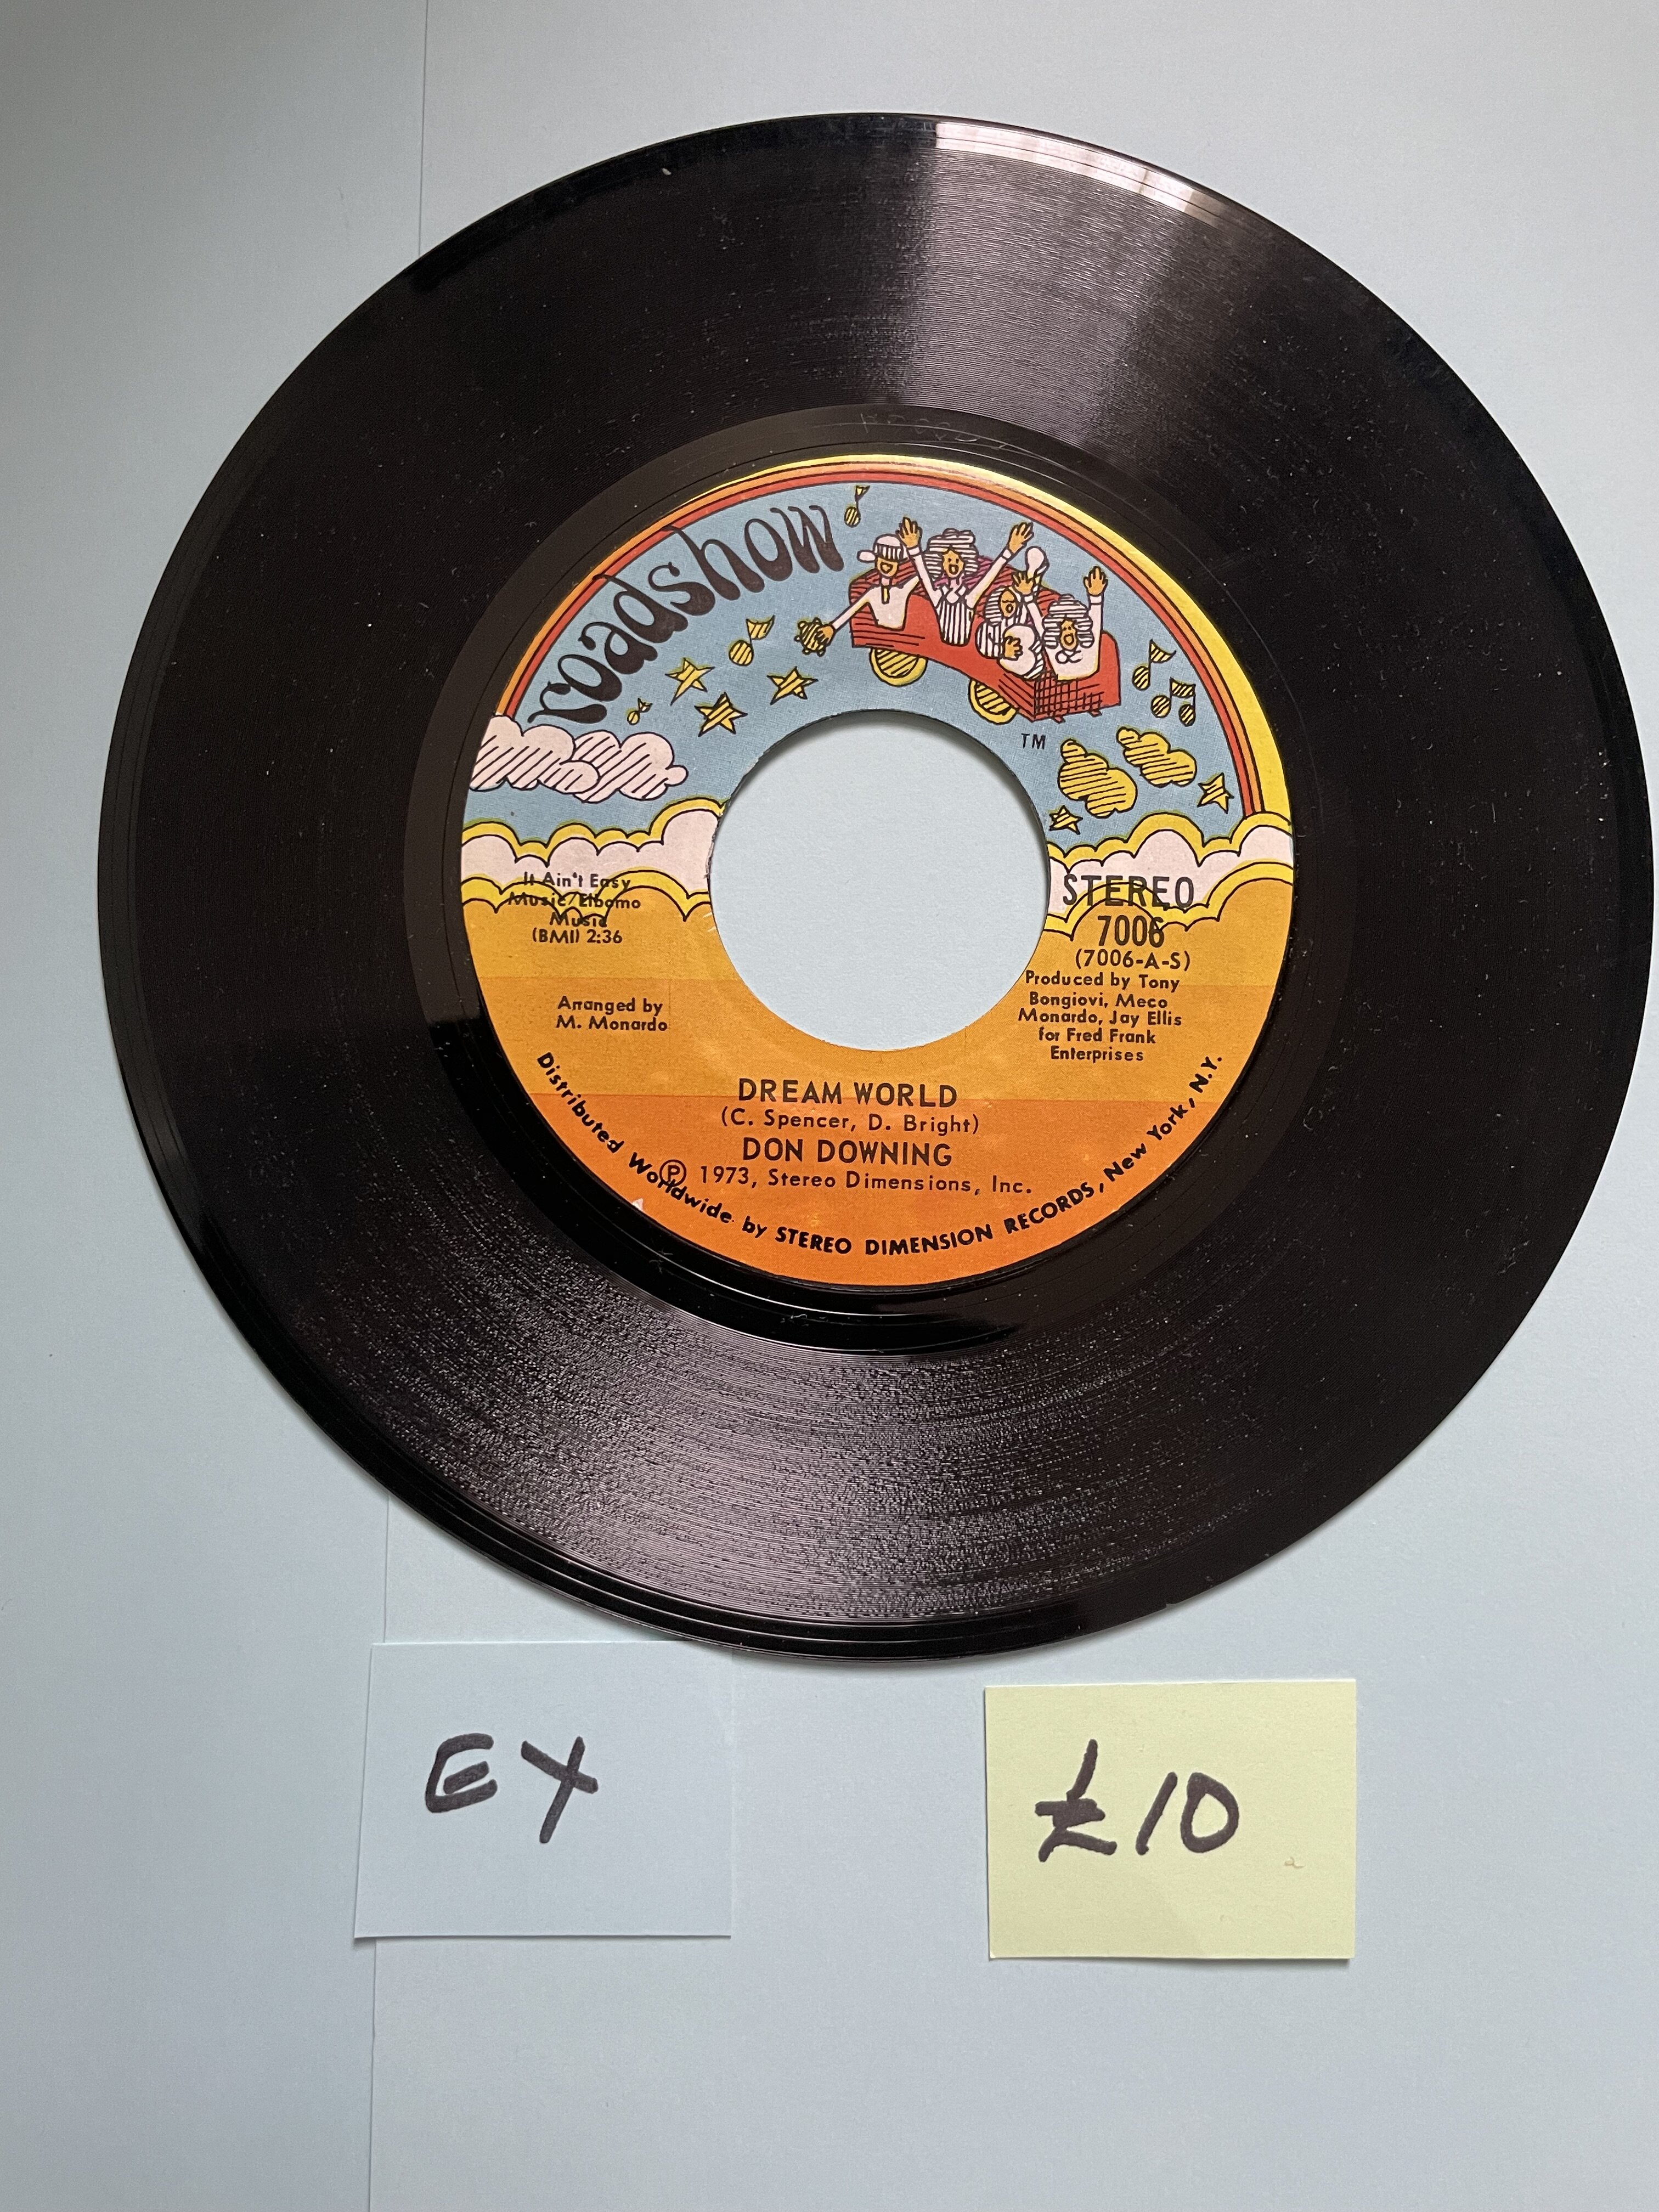 roadshow
TM
It Ain't Easy
Music/Elbomo
Music
(BMI) 2:36
Arranged by
M. Monardo
STEREO
7006
(7006-A-S)
Produced by Tony
Bongiovi, Meco
Monardo, Jay Ellis
for Fred Frank
Enterprises
DREAM WORLD
(C. Spencer, D. Bright)
DON DOWNING
℗ 1973, Stereo Dimensions, Inc.
Distributed Worldwide by STEREO DIMENSION RECORDS, New York, N.Y.
EX
£10